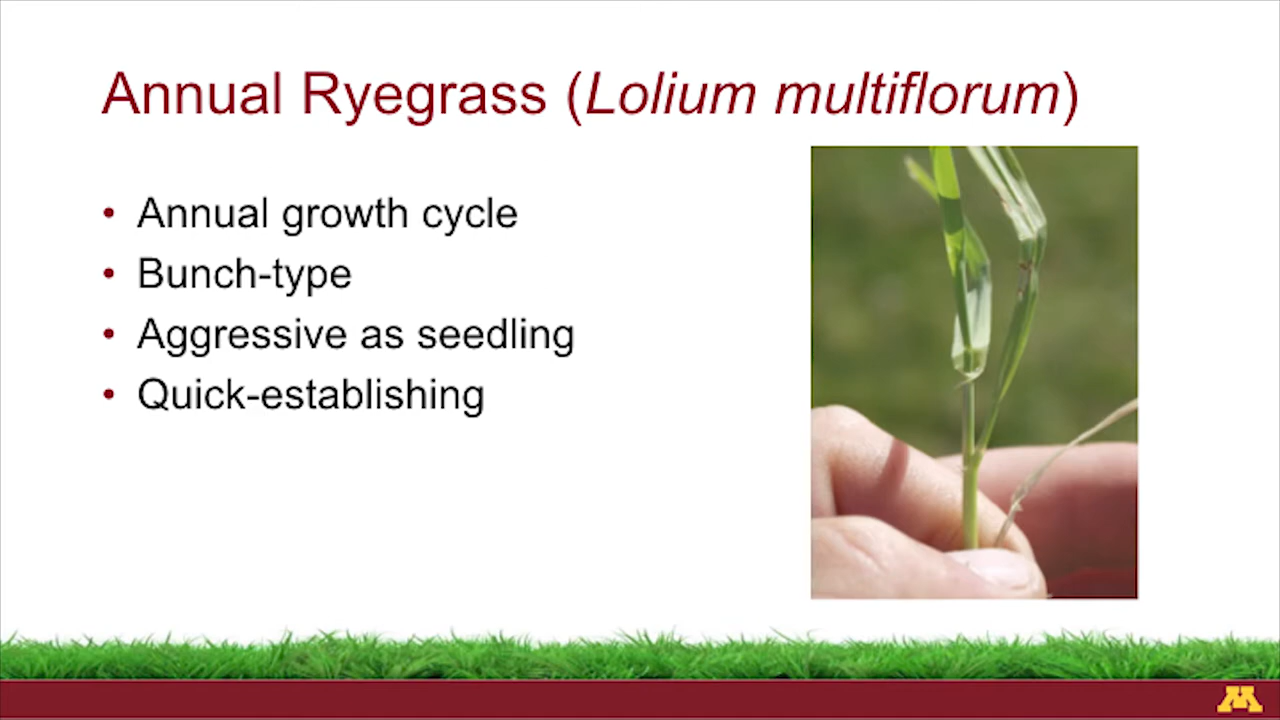 Annual Ryegrass (Lolium multiflorum)
• Annual growth cycle
• Bunch-type
• Aggressive as seedling
• Quick-establishing
M